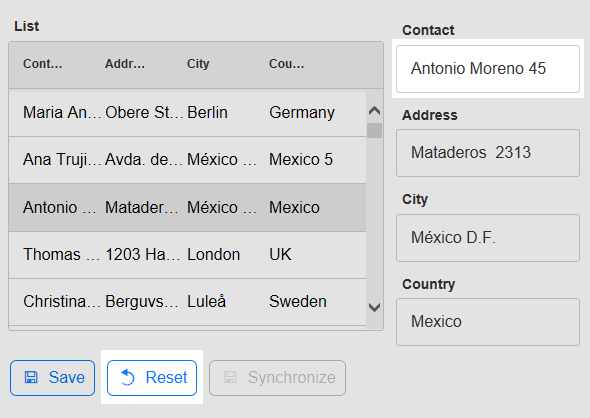 List
Cont… Addr… City Cou…
Maria An… Obere St… Berlin Germany
Ana Truji… Avda. de… México … Mexico 5
Antonio … Matader… México … Mexico
Thomas … 1203 Ha… London UK
Christina… Berguvs… Luleå Sweden
Save Reset Synchronize
Contact
Antonio Moreno 45
Address
Mataderos  2313
City
México D.F.
Country
Mexico